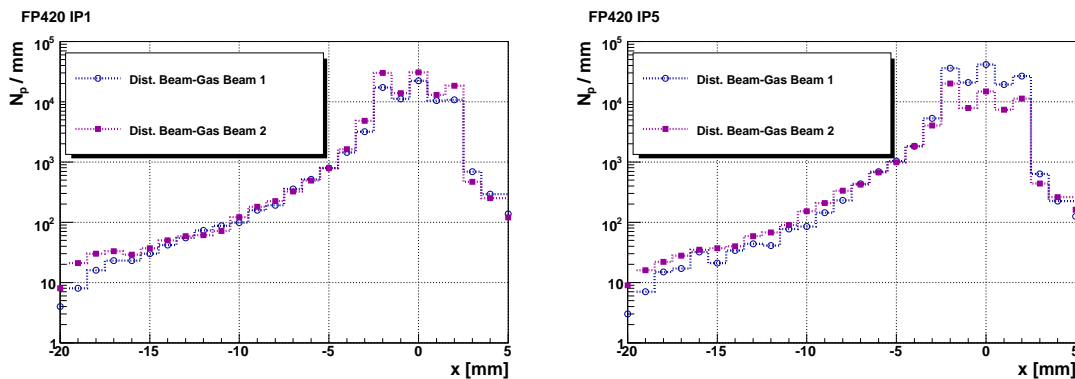 FP420 IP1
N_p / mm
10^5
10^4
10^3
10^2
10
1
Dist. Beam-Gas Beam 1
Dist. Beam-Gas Beam 2
-20 -15 -10 -5 0 5
x [mm]
FP420 IP5
N_p / mm
10^5
10^4
10^3
10^2
10
1
Dist. Beam-Gas Beam 1
Dist. Beam-Gas Beam 2
-20 -15 -10 -5 0 5
x [mm]